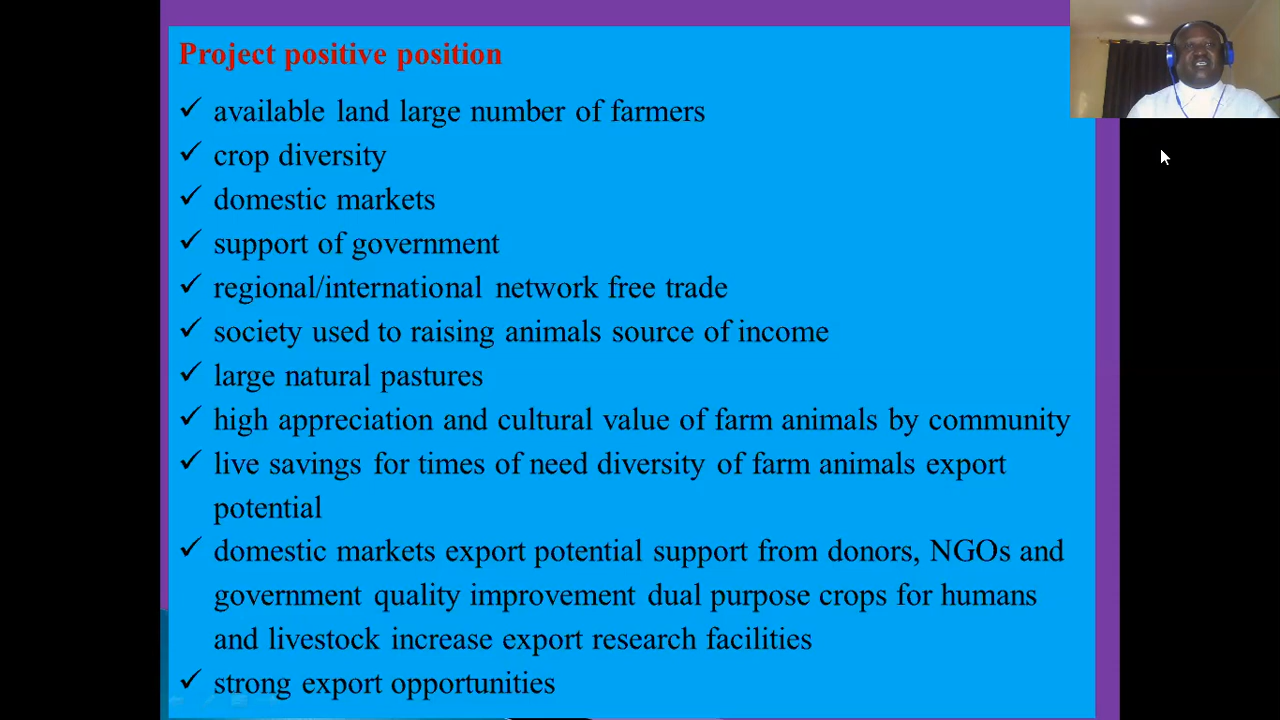 Project positive position
✓ available land large number of farmers
✓ crop diversity
✓ domestic markets
✓ support of government
✓ regional/international network free trade
✓ society used to raising animals source of income
✓ large natural pastures
✓ high appreciation and cultural value of farm animals by community
✓ live savings for times of need diversity of farm animals export
potential
✓ domestic markets export potential support from donors, NGOs and
government quality improvement dual purpose crops for humans
and livestock increase export research facilities
✓ strong export opportunities